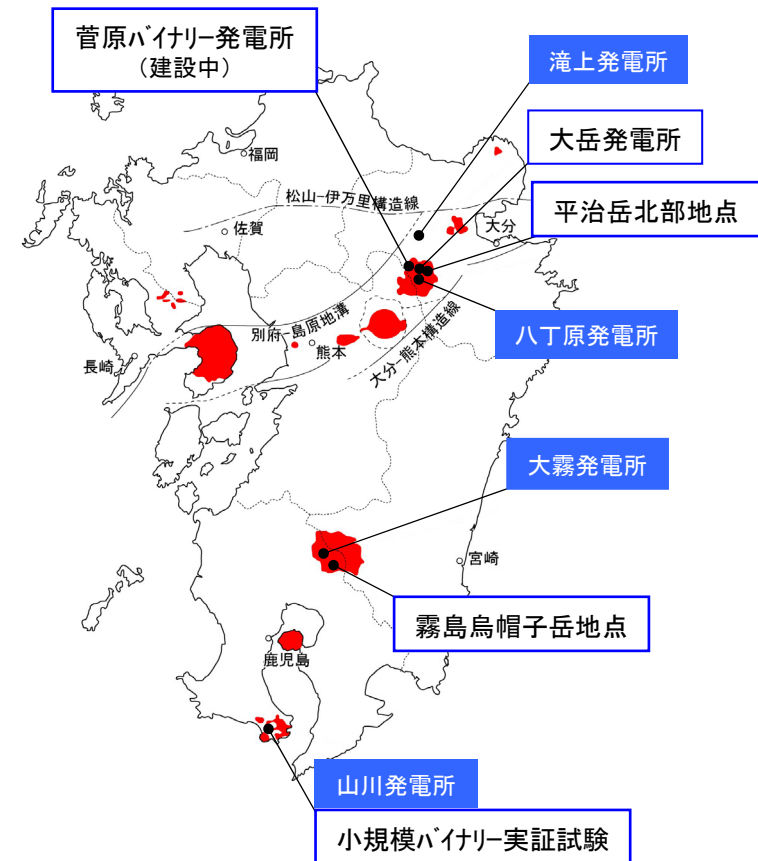 菅原バイナリー発電所
(建設中)
滝上発電所
大岳発電所
平治岳北部地点
福岡
松山-伊万里構造線
佐賀
大分
別府-島原地溝
熊本
大分-熊本構造線
八丁原発電所
長崎
大霧発電所
宮崎
霧島烏帽子岳地点
鹿児島
山川発電所
小規模バイナリー実証試験